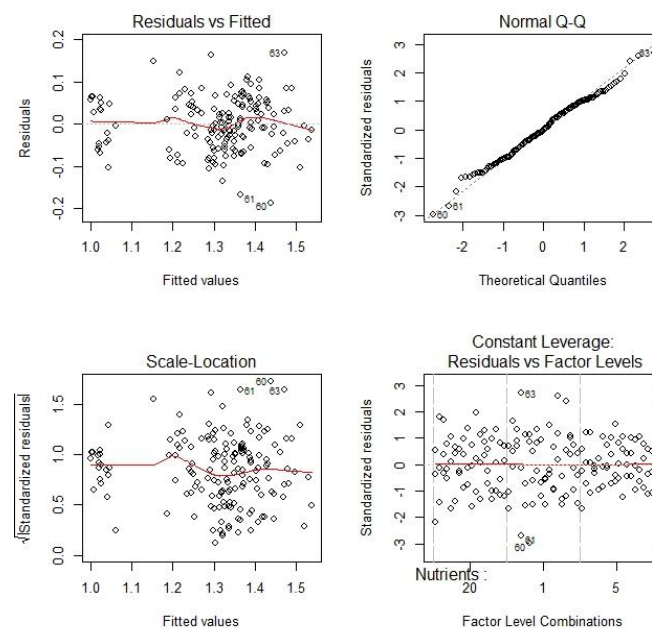 Residuals vs Fitted
Residuals
0.2
0.1
0.0
-0.1
-0.2
63
61
60
1.0 1.1 1.2 1.3 1.4 1.5
Fitted values
Normal Q-Q
Standardized residuals
3
2
1
0
-1
-2
-3
63
61
60
-2 -1 0 1 2
Theoretical Quantiles
Scale-Location
√|Standardized residuals|
1.5
1.0
0.5
0.0
60
61 63
1.0 1.1 1.2 1.3 1.4 1.5
Fitted values
Constant Leverage:
Residuals vs Factor Levels
Standardized residuals
3
2
1
0
-1
-2
-3
63
61
60
Nutrients :
20 1 5
Factor Level Combinations